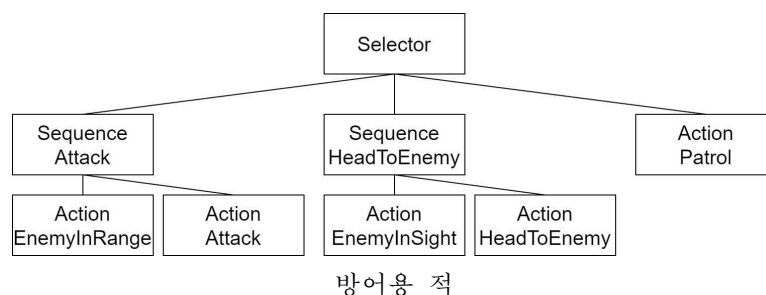 Selector
Sequence
Attack
Sequence
HeadToEnemy
Action
Patrol
Action
EnemyInRange
Action
Attack
Action
EnemyInSight
Action
HeadToEnemy
방어용 적